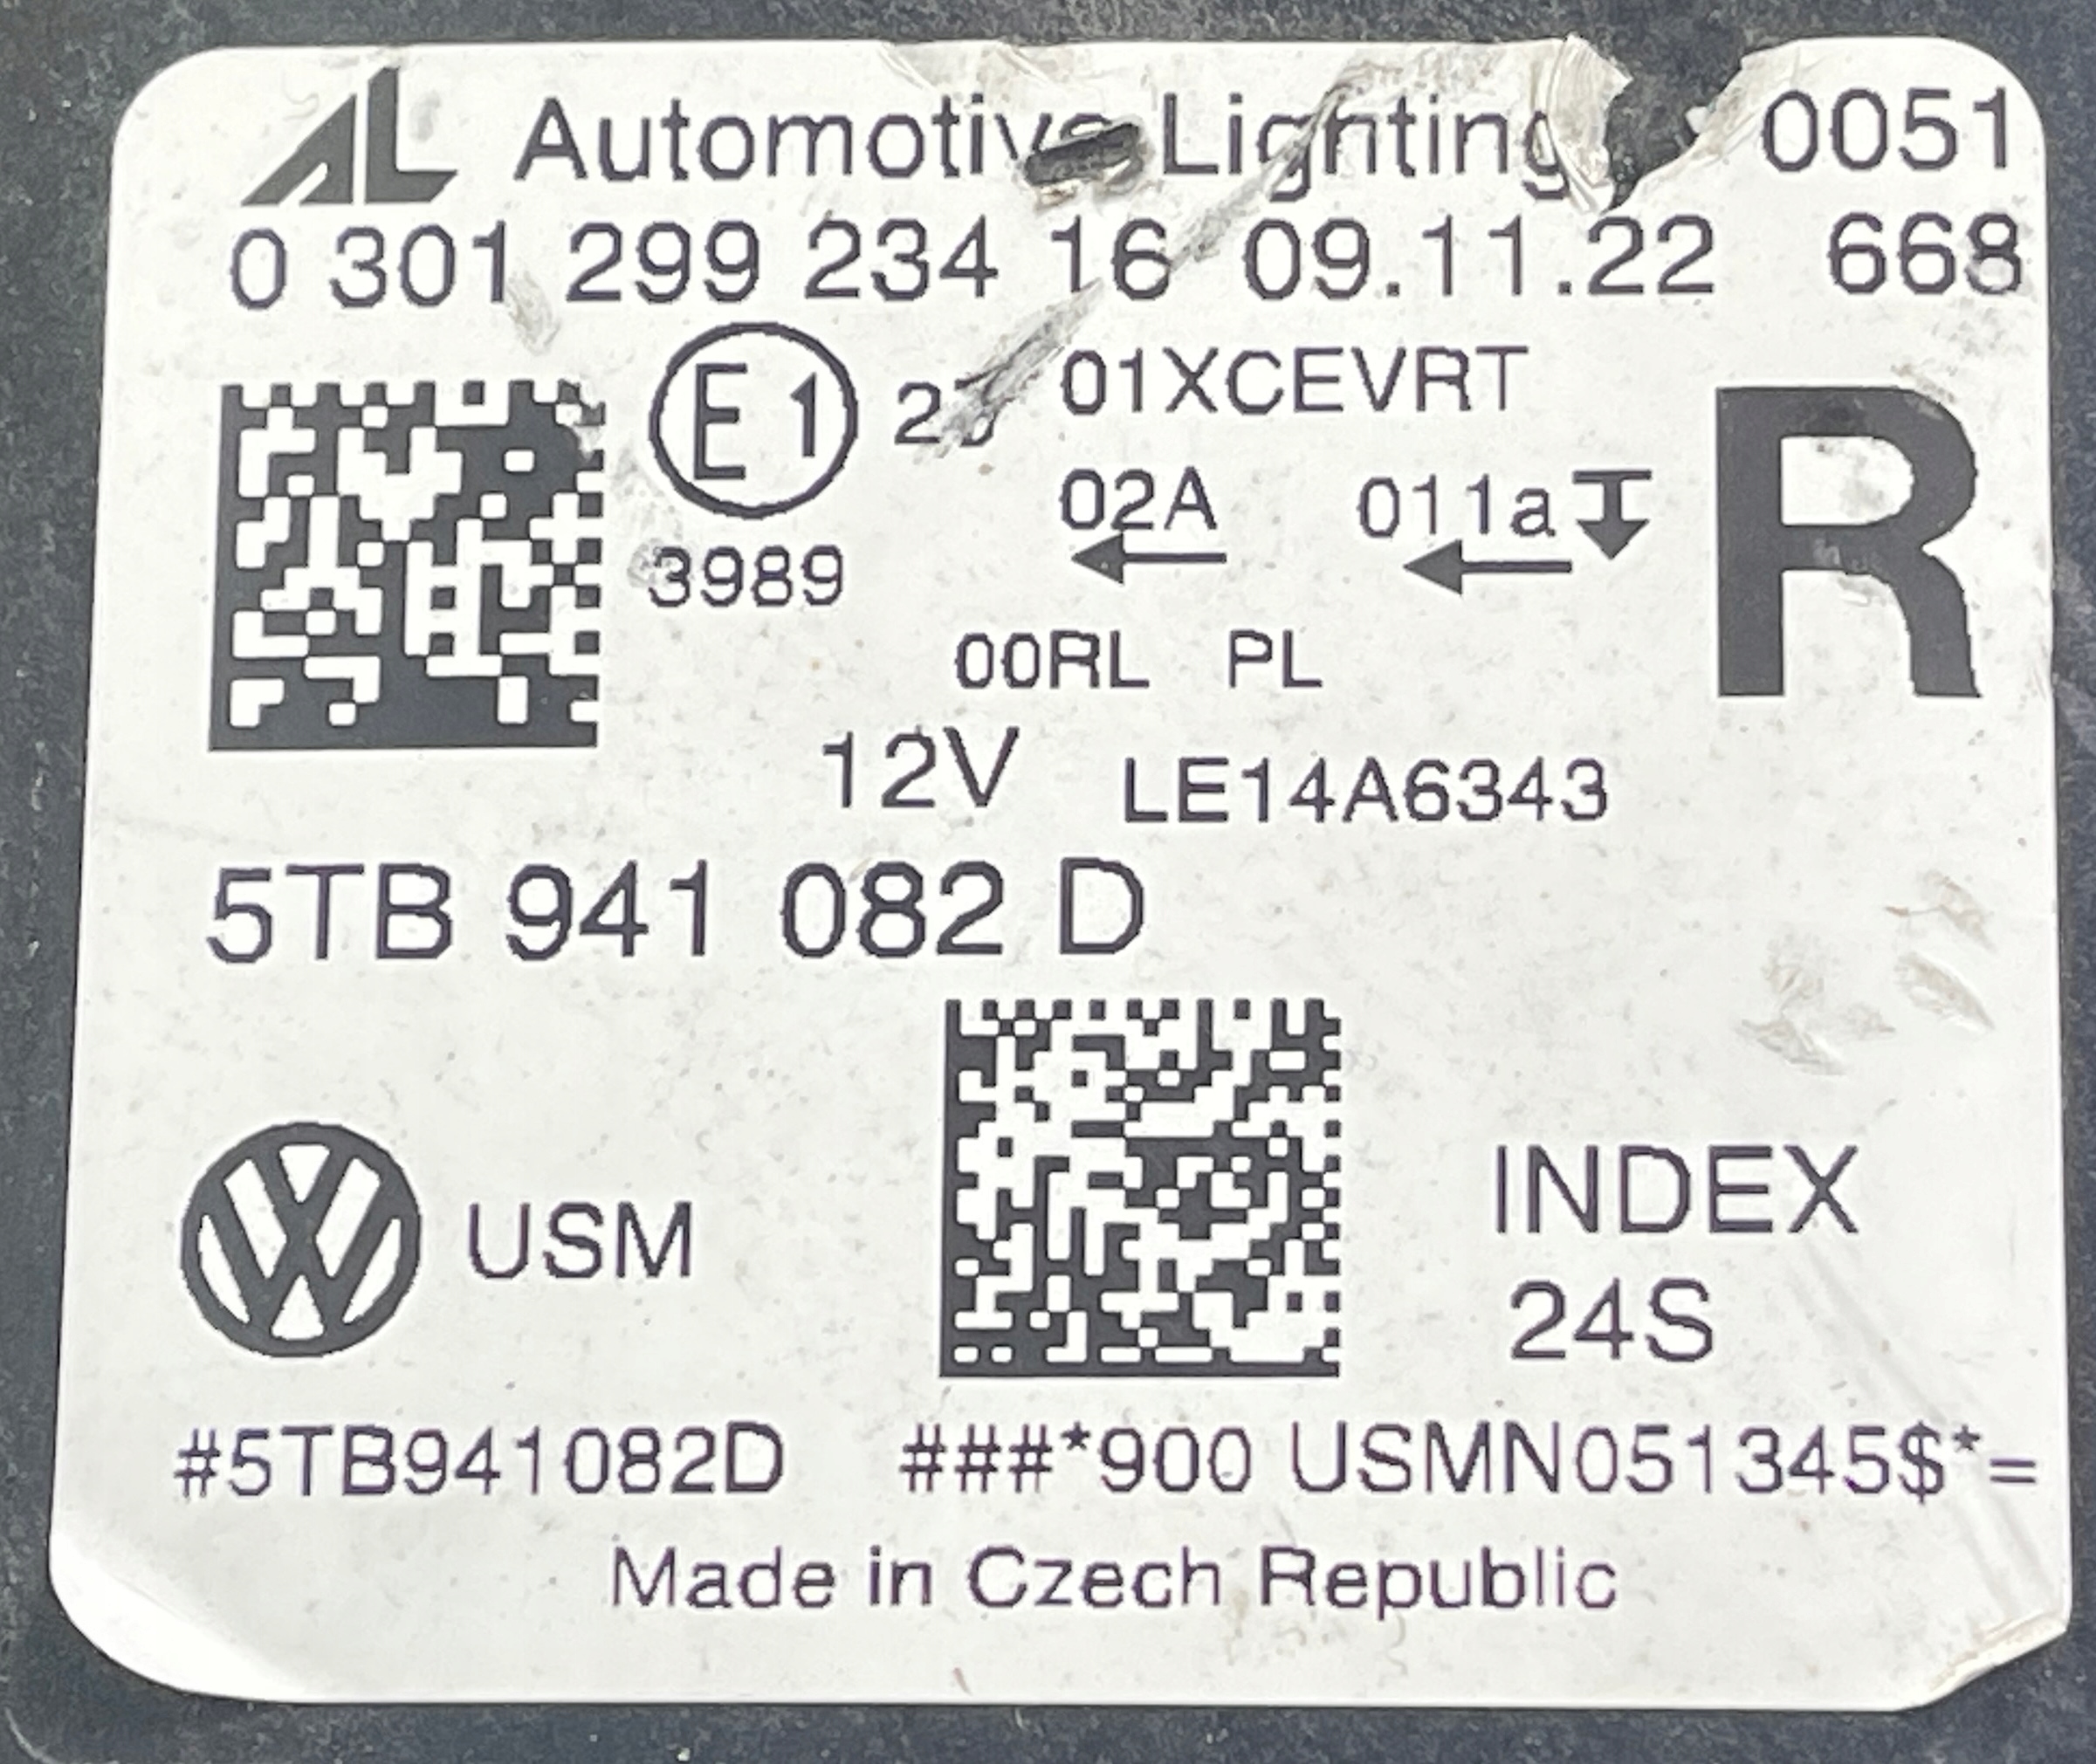 AL Automotive Lighting 0051
0 301 299 234 16 09.11.22 668
E1 01XCEVRT
02A 011a R
3989
00RL PL
12V LE14A6343
5TB 941 082 D
USM INDEX
24S
#5TB941082D ###*900 USMN051345$*=
Made in Czech Republic